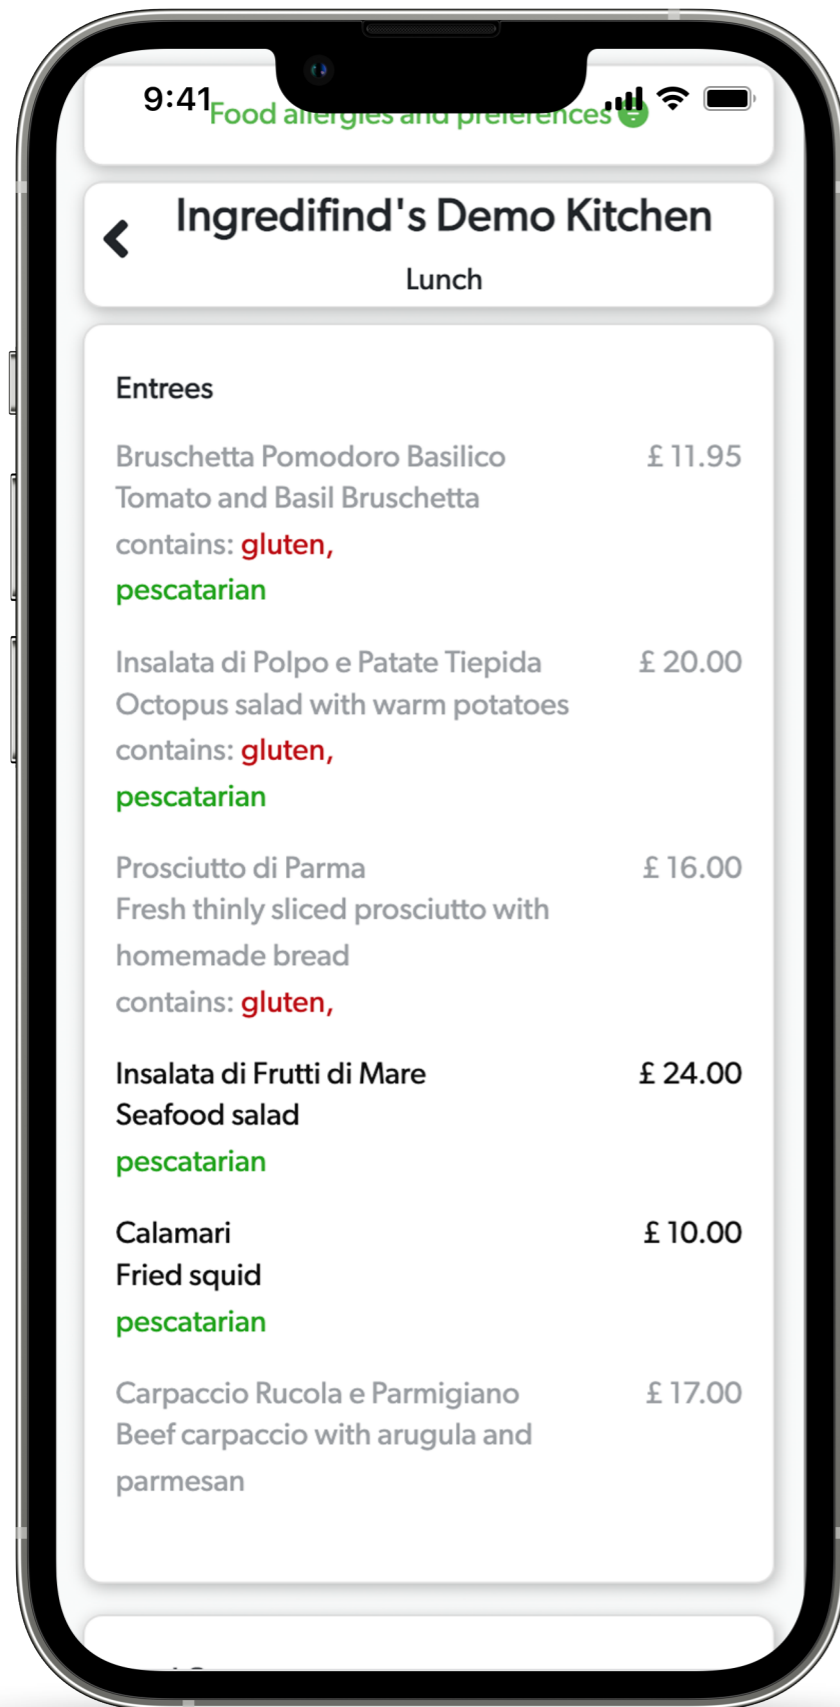 9:41
Food allergies and preferences
Ingredifind's Demo Kitchen
Lunch
Entrees
Bruschetta Pomodoro Basilico £ 11.95
Tomato and Basil Bruschetta
contains: gluten,
pescatarian
Insalata di Polpo e Patate Tiepida £ 20.00
Octopus salad with warm potatoes
contains: gluten,
pescatarian
Prosciutto di Parma £ 16.00
Fresh thinly sliced prosciutto with
homemade bread
contains: gluten,
Insalata di Frutti di Mare £ 24.00
Seafood salad
pescatarian
Calamari £ 10.00
Fried squid
pescatarian
Carpaccio Rucola e Parmigiano £ 17.00
Beef carpaccio with arugula and
parmesan